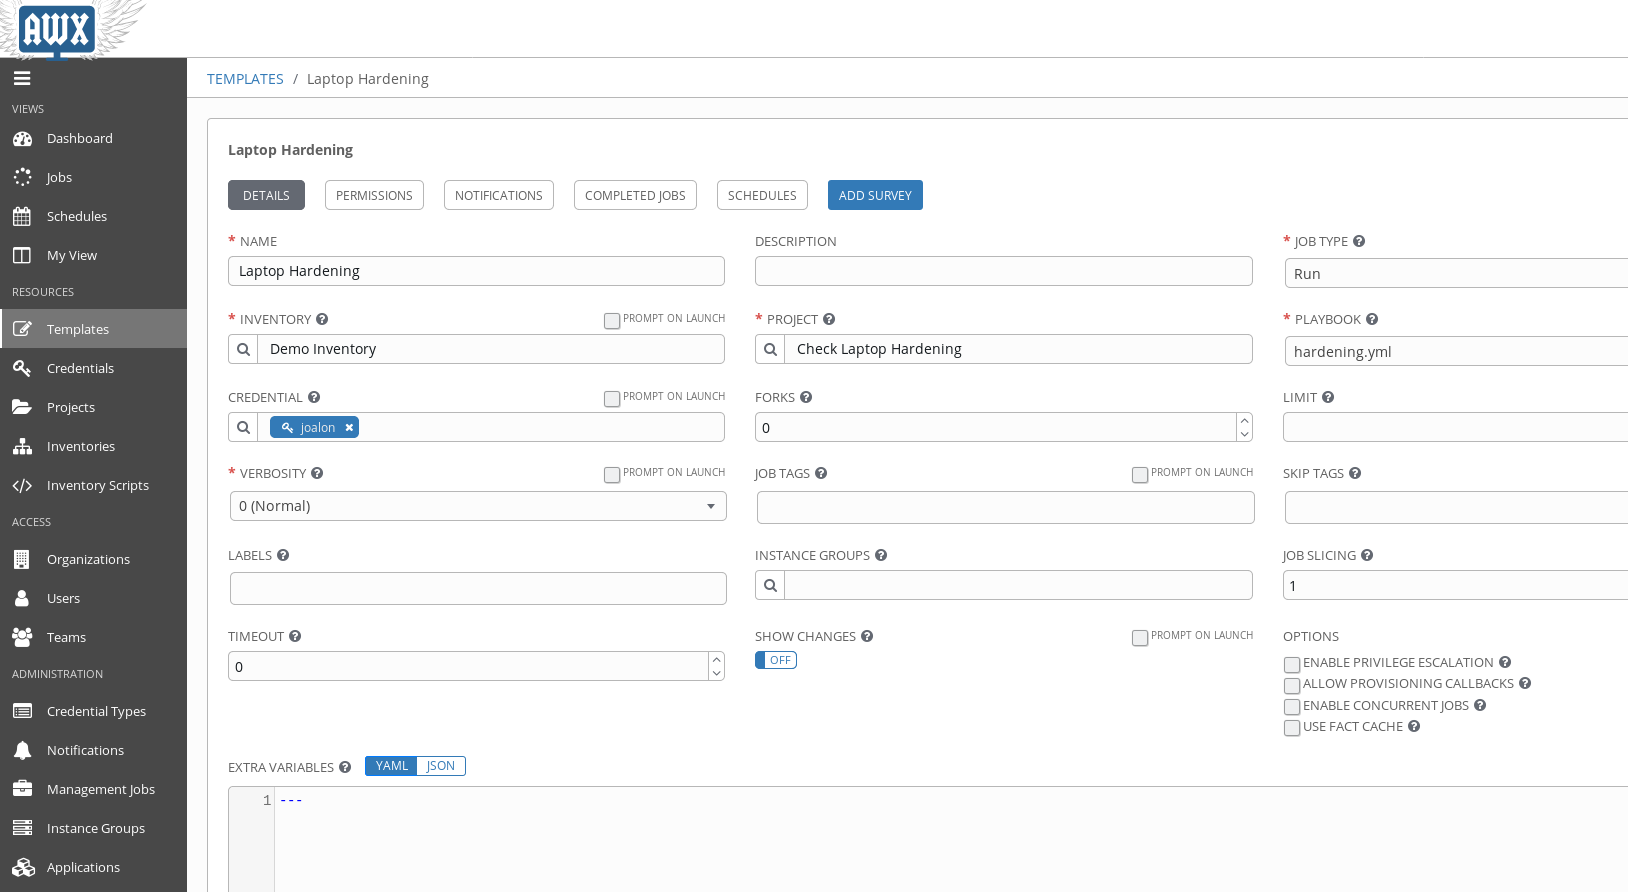 AWX
TEMPLATES / Laptop Hardening
VIEWS
Dashboard
Jobs
Schedules
My View
RESOURCES
Templates
Credentials
Projects
Inventories
Inventory Scripts
ACCESS
Organizations
Users
Teams
ADMINISTRATION
Credential Types
Notifications
Management Jobs
Instance Groups
Applications
Laptop Hardening
DETAILS PERMISSIONS NOTIFICATIONS COMPLETED JOBS SCHEDULES ADD SURVEY
* NAME DESCRIPTION * JOB TYPE ?
Laptop Hardening Run
* INVENTORY ? PROMPT ON LAUNCH * PROJECT ? * PLAYBOOK ?
Demo Inventory Check Laptop Hardening hardening.yml
CREDENTIAL ? PROMPT ON LAUNCH FORKS ? LIMIT ?
joalon × 0
* VERBOSITY ? PROMPT ON LAUNCH JOB TAGS ? PROMPT ON LAUNCH SKIP TAGS ?
0 (Normal)
LABELS ? INSTANCE GROUPS ? JOB SLICING ?
1
TIMEOUT ? SHOW CHANGES ? PROMPT ON LAUNCH OPTIONS
0 OFF ENABLE PRIVILEGE ESCALATION ?
ALLOW PROVISIONING CALLBACKS ?
ENABLE CONCURRENT JOBS ?
USE FACT CACHE ?
EXTRA VARIABLES ? YAML JSON
1 ---